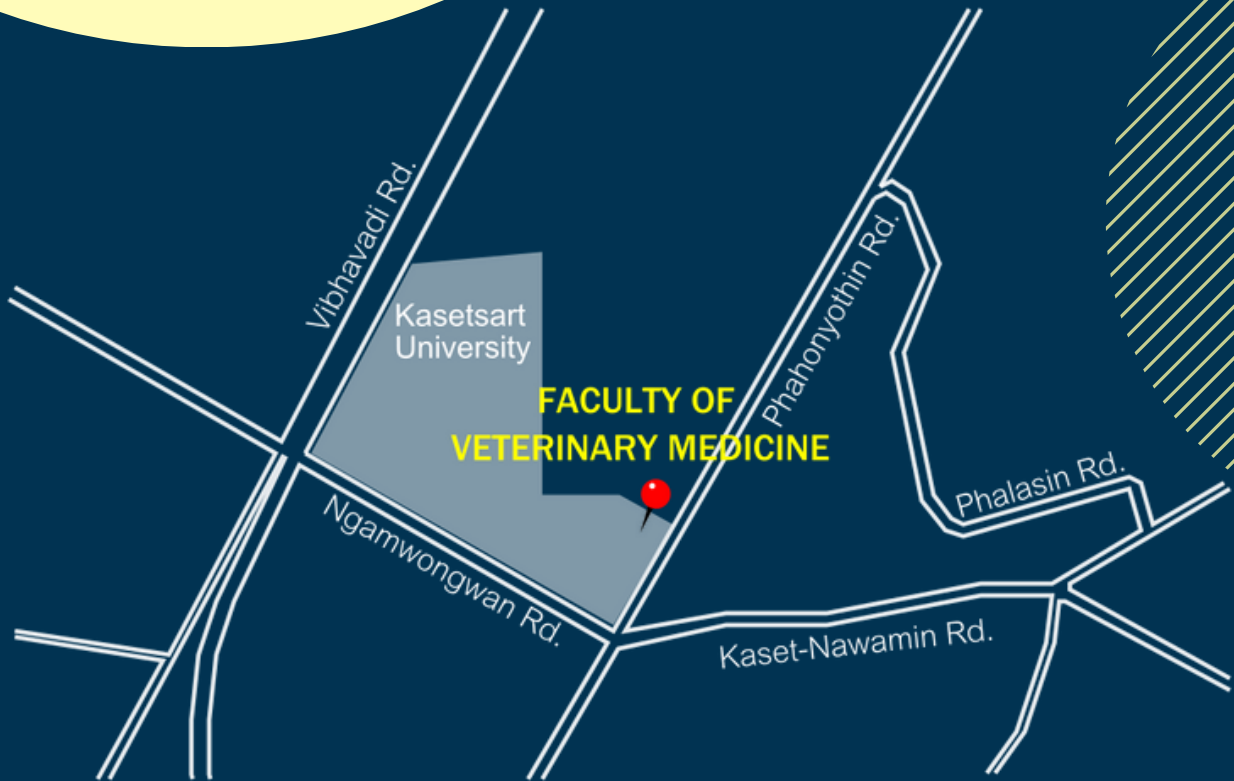 Vibhavadi Rd.
Kasetsart
University
FACULTY OF
VETERINARY MEDICINE
Phahonyothin Rd.
Phalasin Rd.
Ngamwongwan Rd.
Kaset-Nawamin Rd.